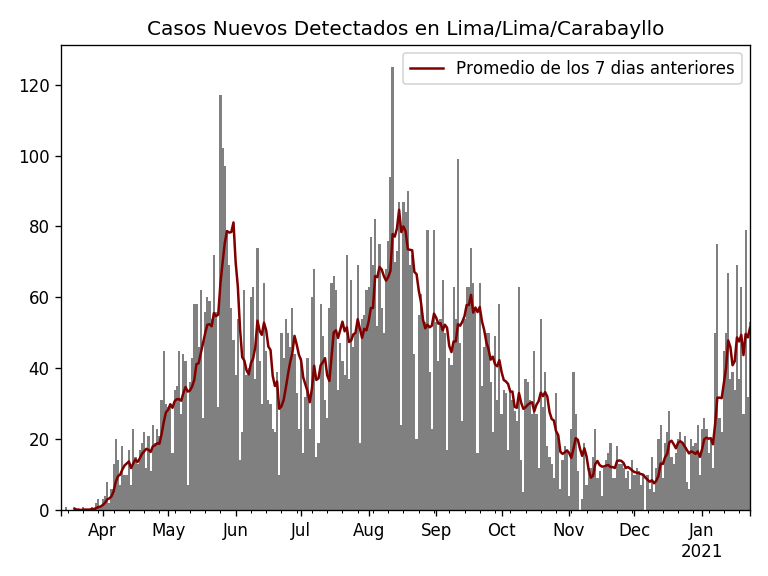 Casos Nuevos Detectados en Lima/Lima/Carabayllo
Promedio de los 7 dias anteriores
120
100
80
60
40
20
0
Apr May Jun Jul Aug Sep Oct Nov Dec Jan
2021